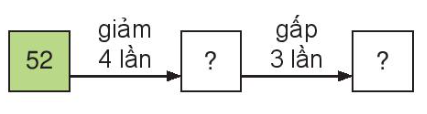 giảm
gấp
52
4 lần
?
3 lần
?